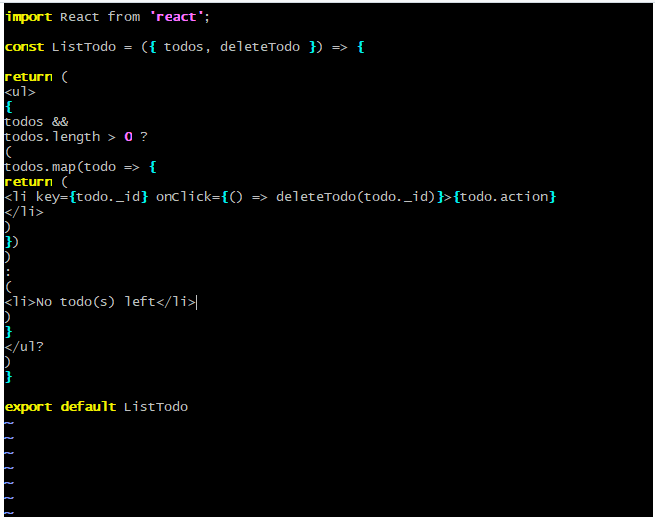 import React from 'react';
const ListTodo = ({ todos, deleteTodo }) => {
return (
<ul>
{
todos &&
todos.length > 0 ?
(
todos.map(todo => {
return (
<li key={todo._id} onClick={() => deleteTodo(todo._id)}>{todo.action}
</li>
)
})
)
:
(
<li>No todo(s) left</li>
)
}
</ul?
)
}
export default ListTodo
~
~
~
~
~
~
~